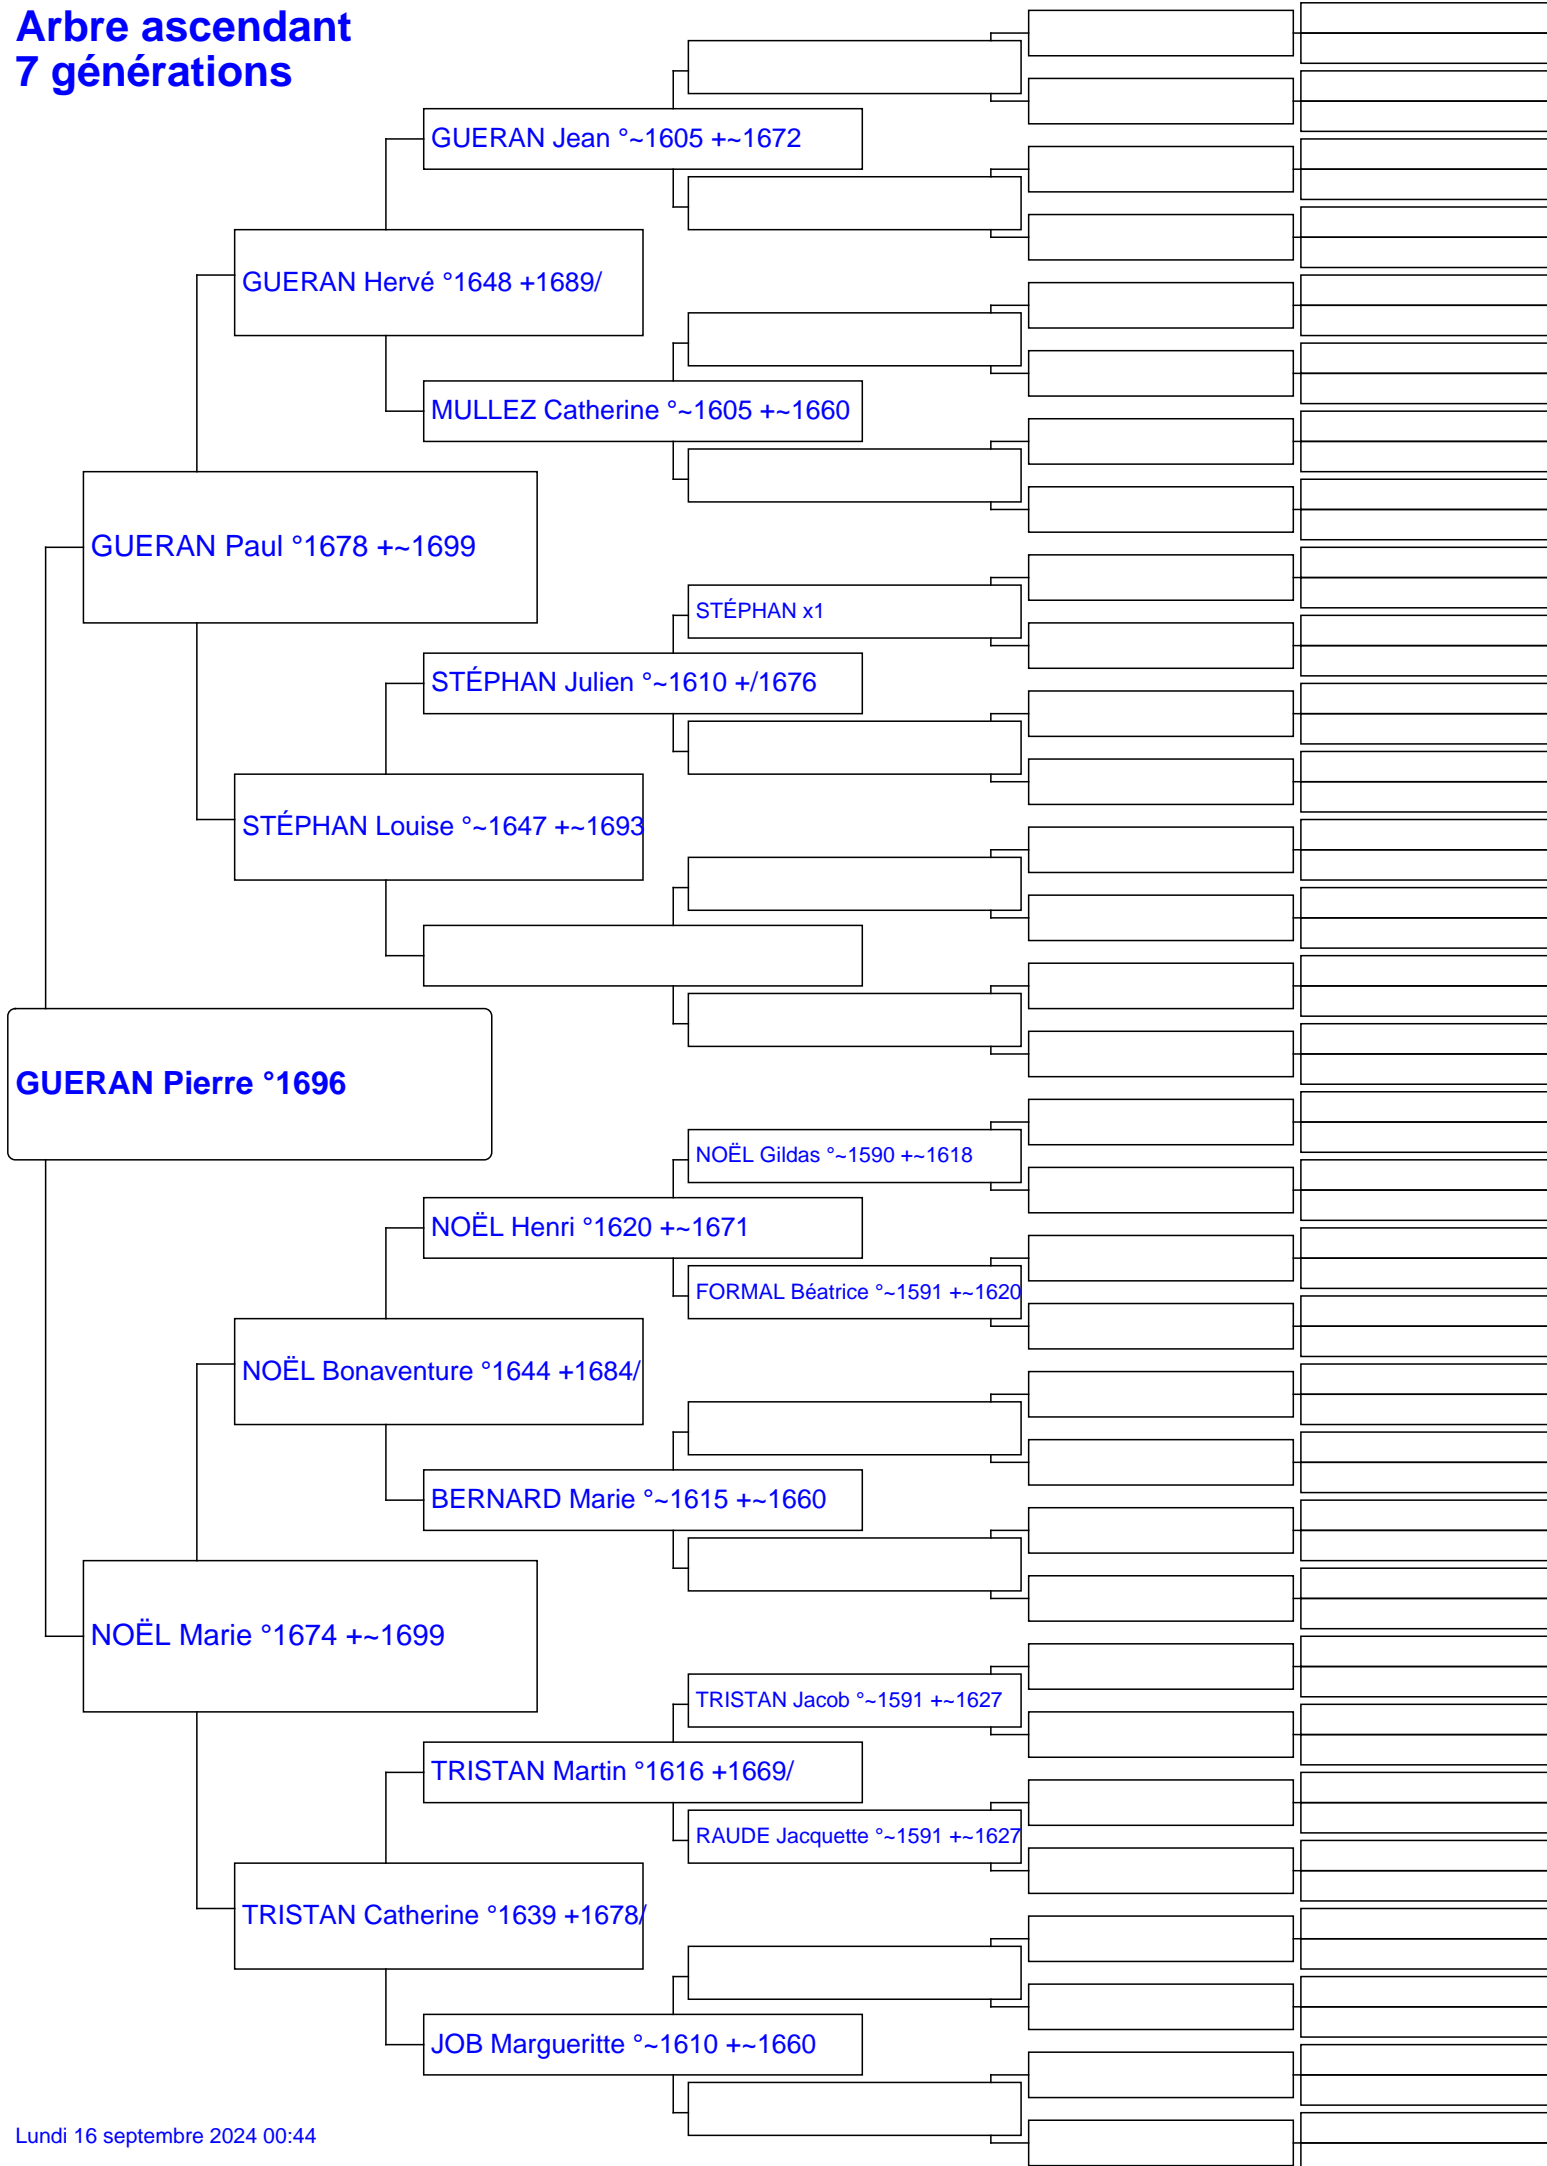 Arbre ascendant
7 générations
GUERAN Jean °~1605 +~1672
GUERAN Hervé °1648 +1689/
MULLEZ Catherine °~1605 +~1660
GUERAN Paul °1678 +~1699
STÉPHAN x1
STÉPHAN Julien °~1610 +/1676
STÉPHAN Louise °~1647 +~1693
GUERAN Pierre °1696
NOËL Gildas °~1590 +~1618
NOËL Henri °1620 +~1671
FORMAL Béatrice °~1591 +~1620
NOËL Bonaventure °1644 +1684/
BERNARD Marie °~1615 +~1660
NOËL Marie °1674 +~1699
TRISTAN Jacob °~1591 +~1627
TRISTAN Martin °1616 +1669/
RAUDE Jacquette °~1591 +~1627
TRISTAN Catherine °1639 +1678/
JOB Margueritte °~1610 +~1660
Lundi 16 septembre 2024 00:44